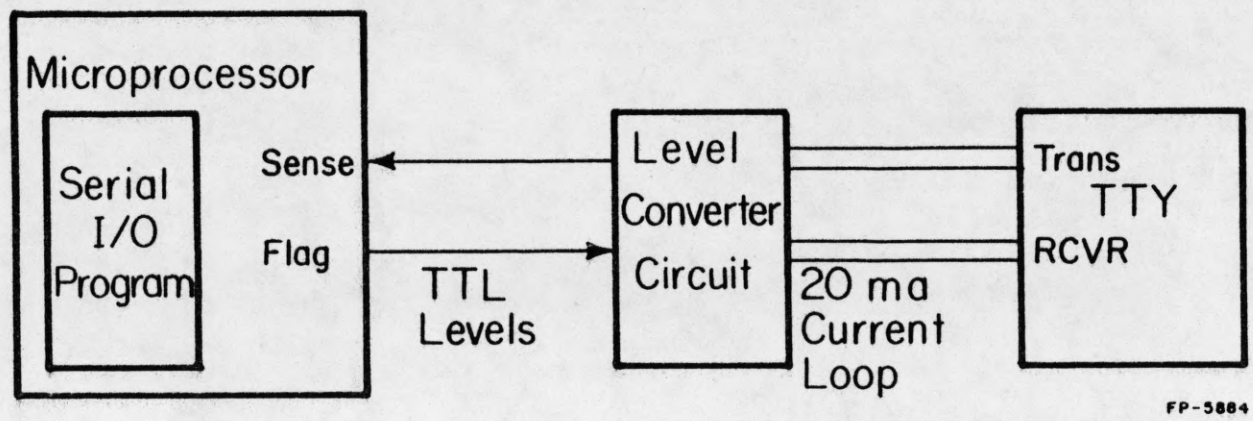 Microprocessor
Serial
I/O
Program
Sense
Flag
TTL
Levels
Level
Converter
Circuit
20 ma
Current
Loop
Trans
TTY
RCVR
FP-5884